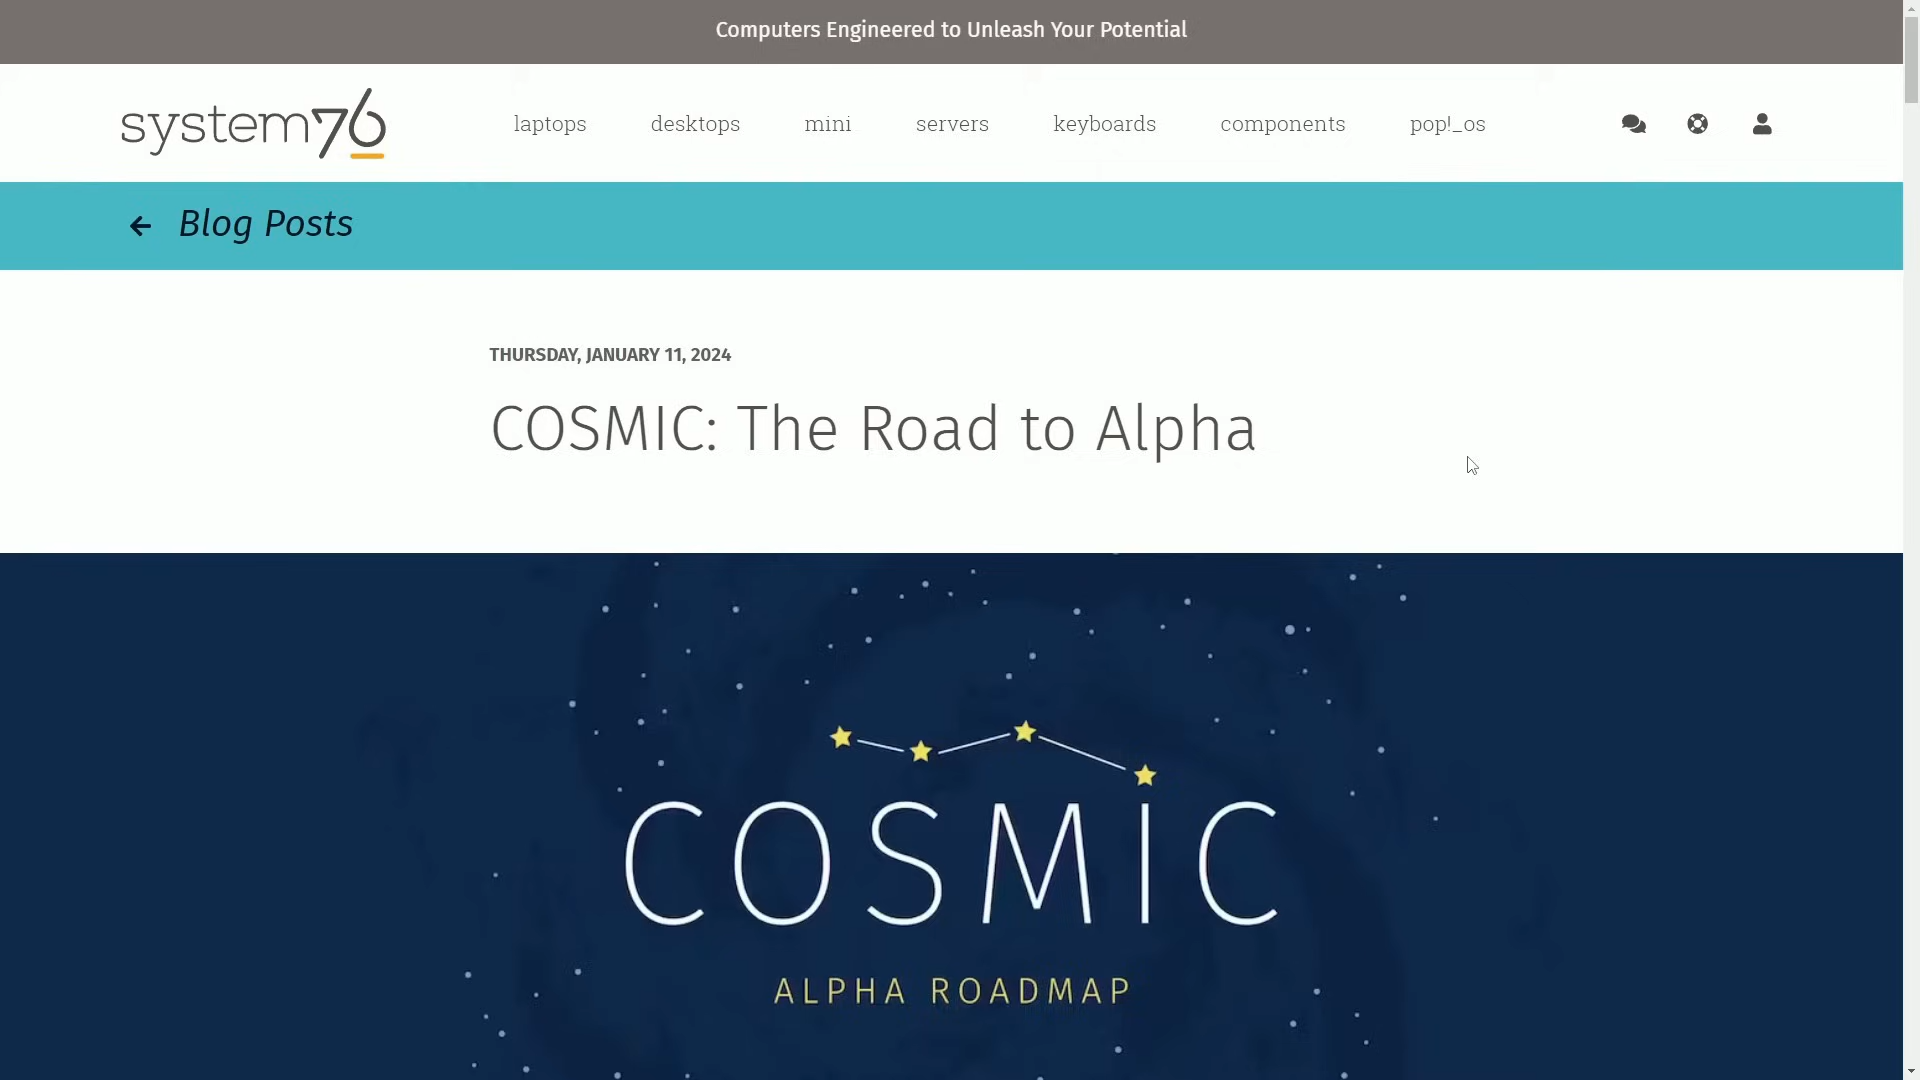 Computers Engineered to Unleash Your Potential
system76
laptops
desktops
mini
servers
keyboards
components
pop!_os
Blog Posts
THURSDAY, JANUARY 11, 2024
COSMIC: The Road to Alpha
COSMIC
ALPHA ROADMAP